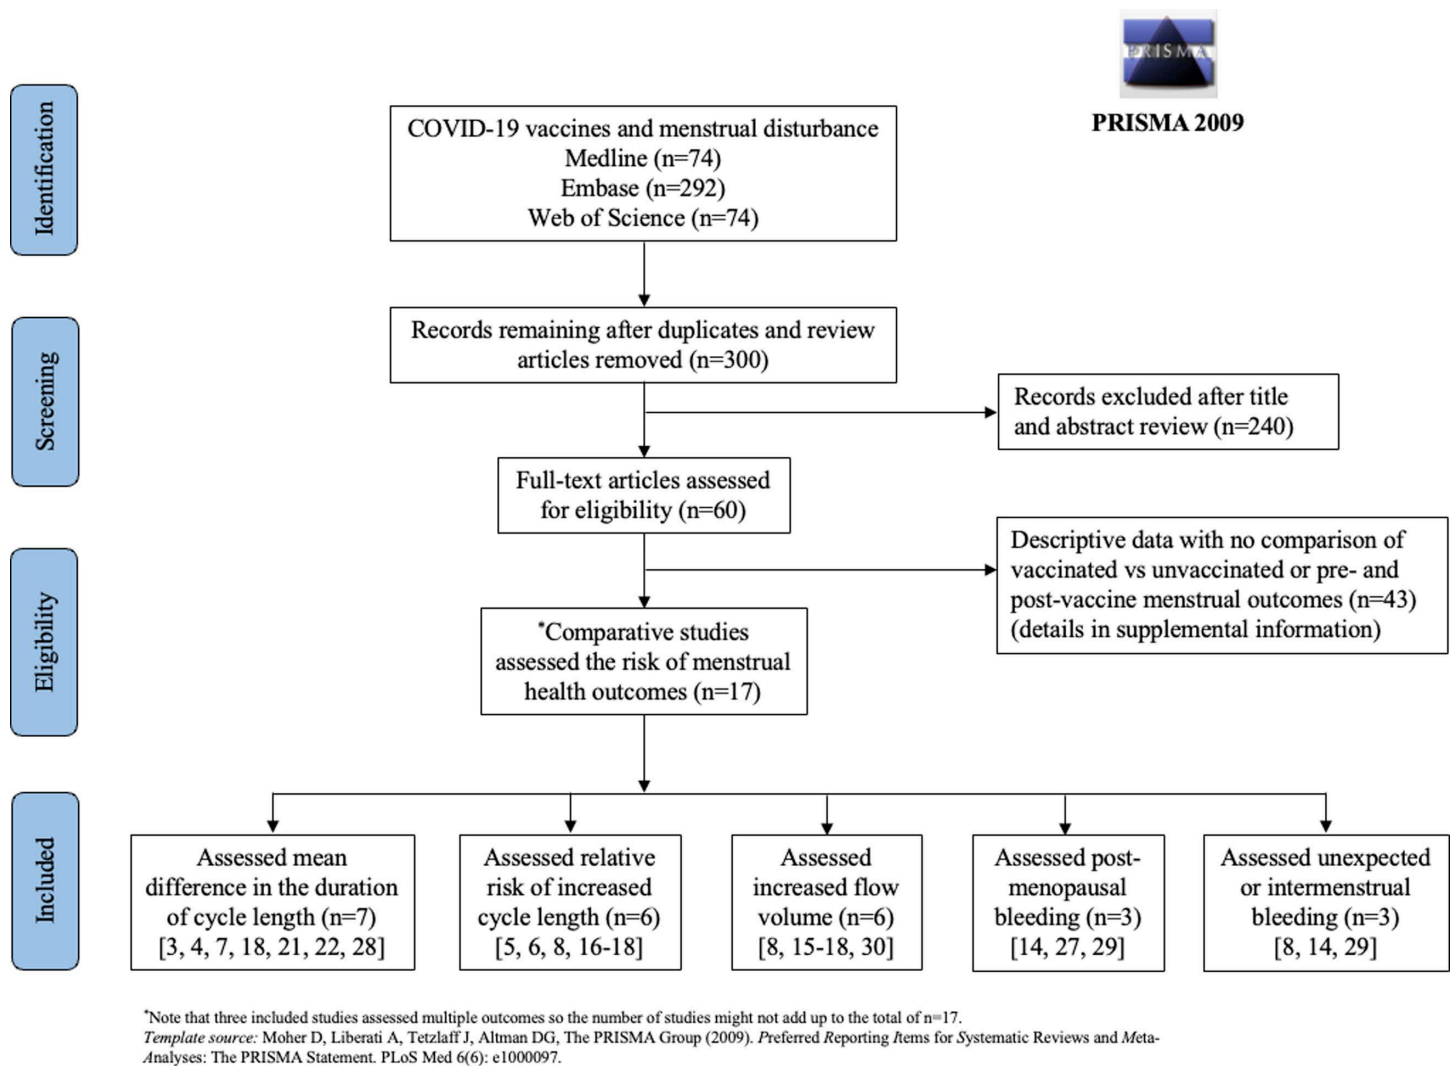 PRISMA
PRISMA 2009
Identification
COVID-19 vaccines and menstrual disturbance
Medline (n=74)
Embase (n=292)
Web of Science (n=74)
Screening
Records remaining after duplicates and review
articles removed (n=300)
Records excluded after title
and abstract review (n=240)
Full-text articles assessed
for eligibility (n=60)
Eligibility
Descriptive data with no comparison of
vaccinated vs unvaccinated or pre- and
post-vaccine menstrual outcomes (n=43)
(details in supplemental information)
*Comparative studies
assessed the risk of menstrual
health outcomes (n=17)
Included
Assessed mean
difference in the duration
of cycle length (n=7)
[3, 4, 7, 18, 21, 22, 28]
Assessed relative
risk of increased
cycle length (n=6)
[5, 6, 8, 16-18]
Assessed
increased flow
volume (n=6)
[8, 15-18, 30]
Assessed post-
menopausal
bleeding (n=3)
[14, 27, 29]
Assessed unexpected
or intermenstrual
bleeding (n=3)
[8, 14, 29]
*Note that three included studies assessed multiple outcomes so the number of studies might not add up to the total of n=17.
Template source: Moher D, Liberati A, Tetzlaff J, Altman DG, The PRISMA Group (2009). Preferred Reporting Items for Systematic Reviews and Meta-
Analyses: The PRISMA Statement. PLoS Med 6(6): e1000097.